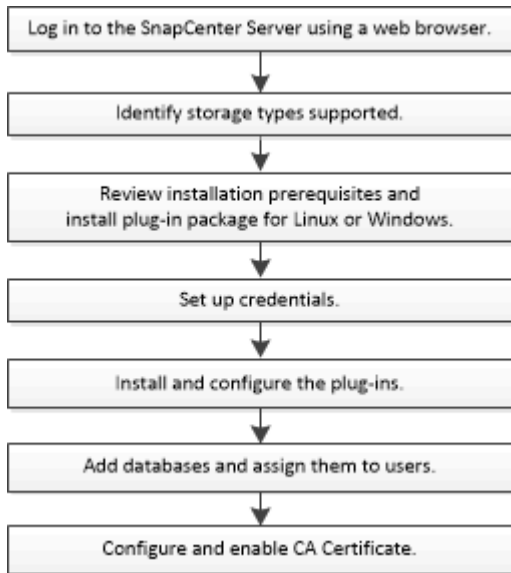 Log in to the SnapCenter Server using a web browser.
Identify storage types supported.
Review installation prerequisites and
install plug-in package for Linux or Windows.
Set up credentials.
Install and configure the plug-ins.
Add databases and assign them to users.
Configure and enable CA Certificate.